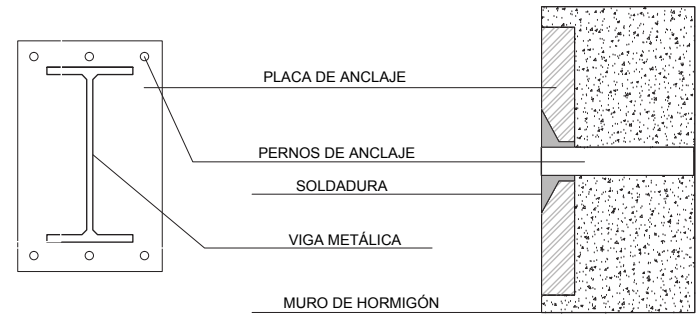 PLACA DE ANCLAJE
PERNOS DE ANCLAJE
SOLDADURA
VIGA METÁLICA
MURO DE HORMIGÓN